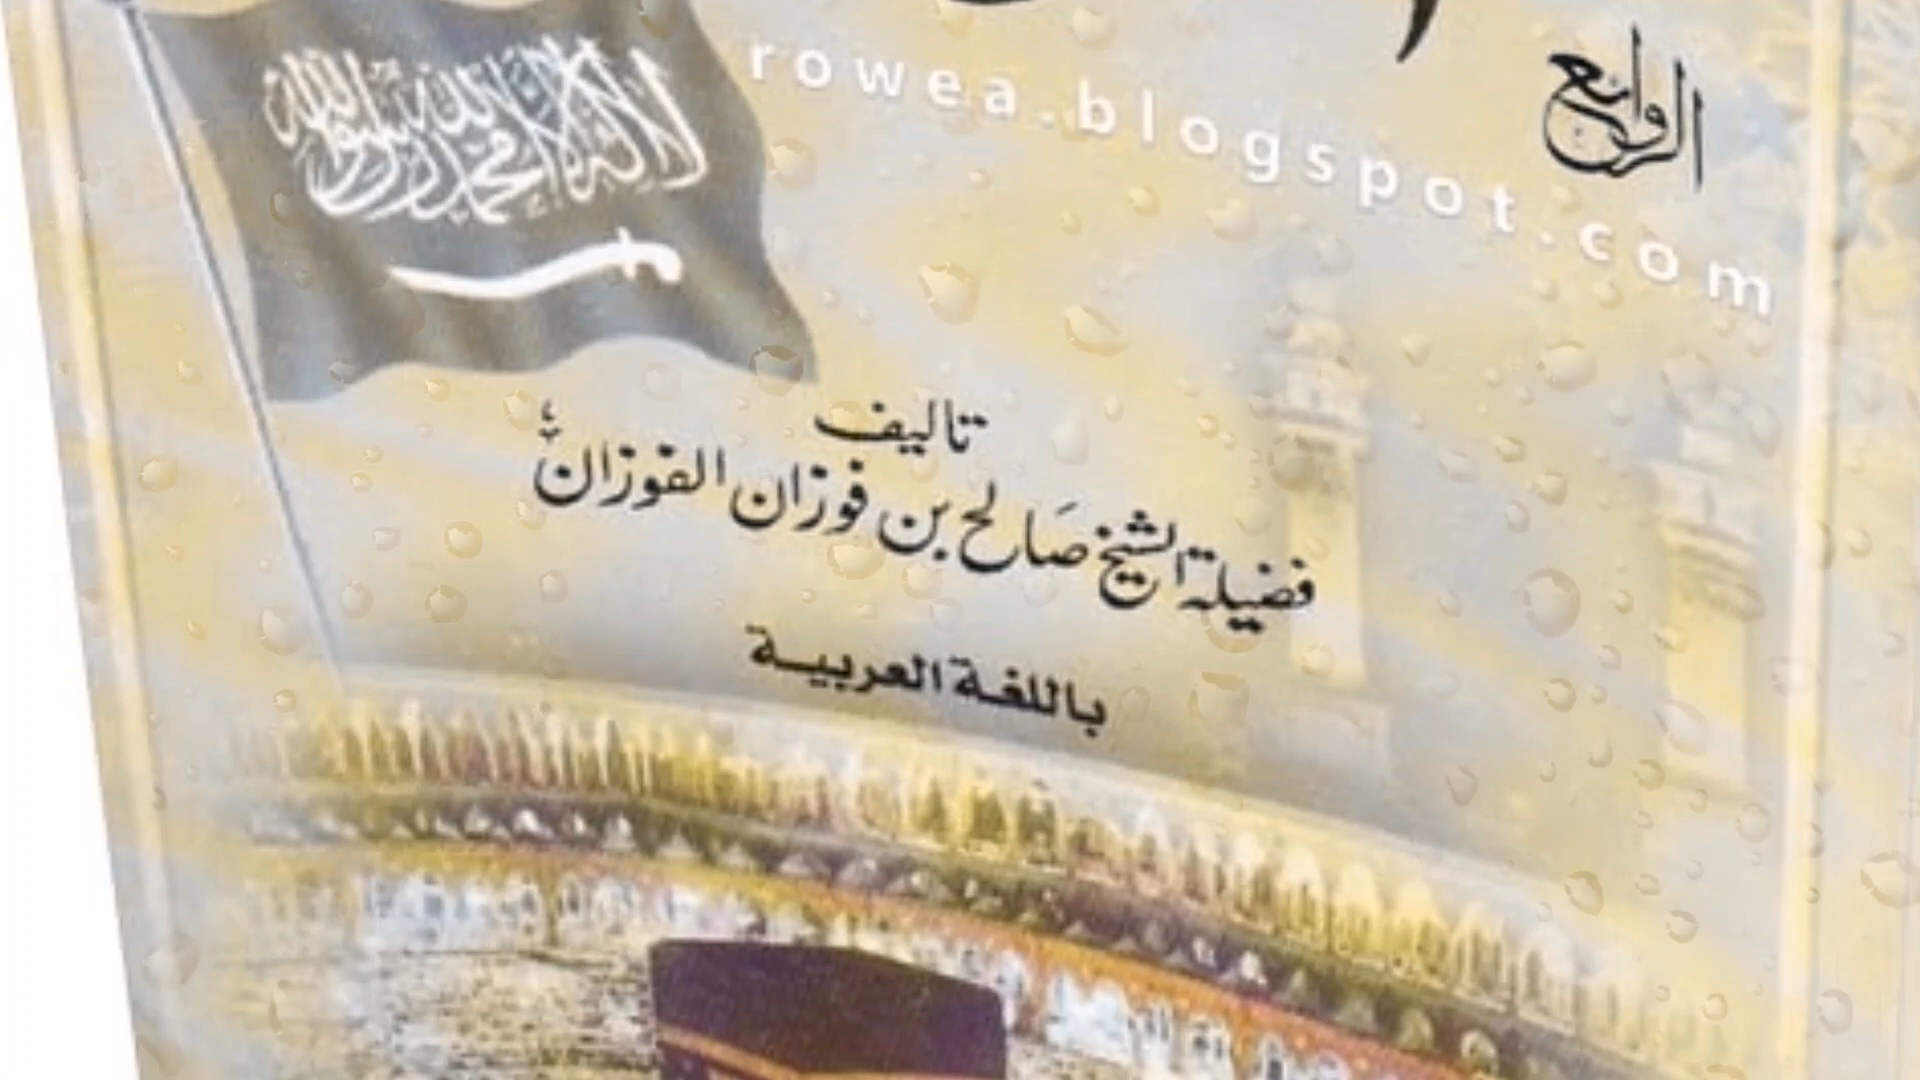 الروائع
rowea.blogspot.com
لا إله إلا الله محمد رسول الله
تأليف
فضيلة الشيخ صالح بن فوزان الفوزان
باللغة العربية